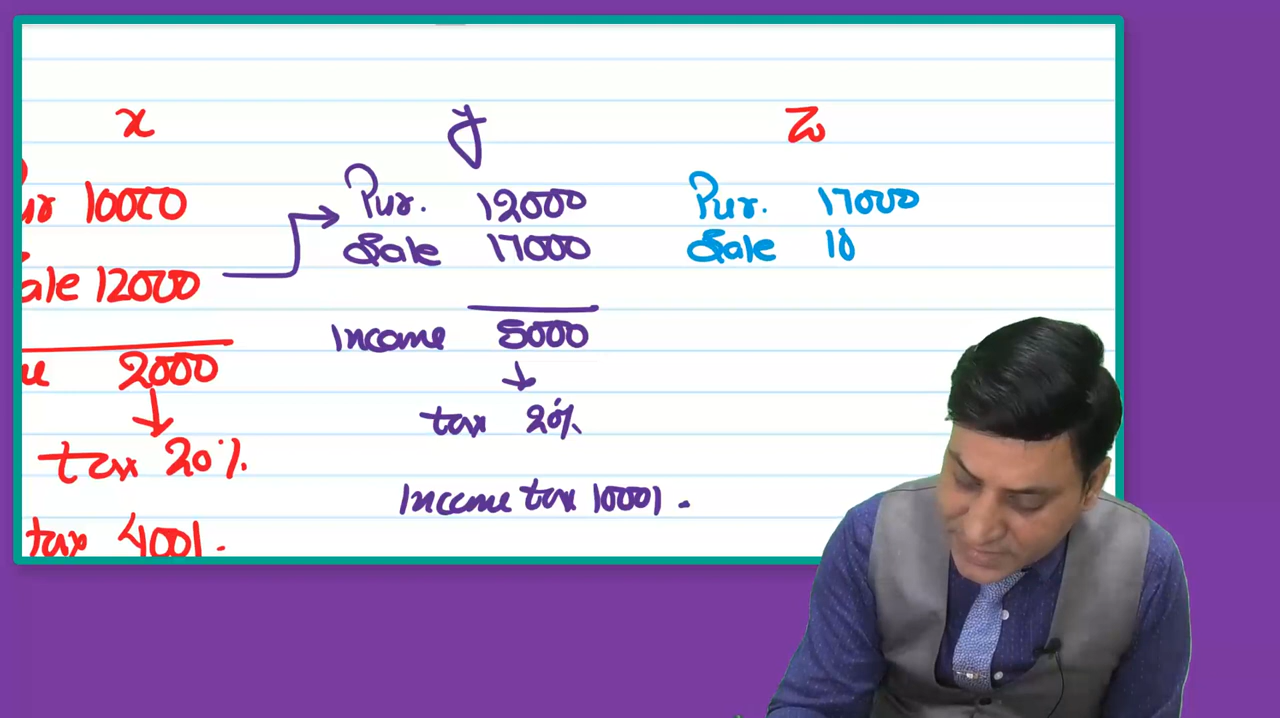 x
ur 10000
ale 12000
me 2000
tax 20%
tax 400/-
y
Pur. 12000
Sale 17000
Income 5000
tax 20%
Income tax 1000/-
Z
Pur. 17000
Sale 18